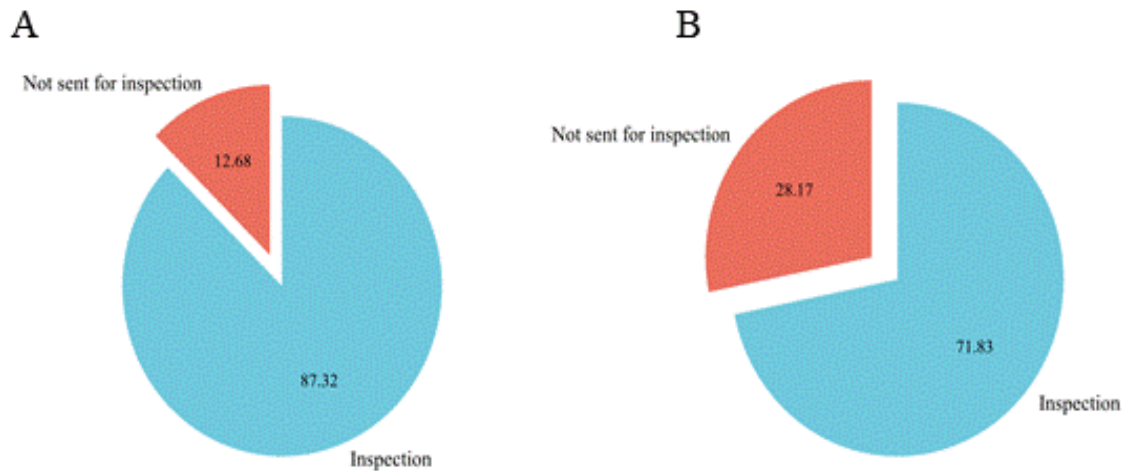 A
Not sent for inspection
12.68
87.32
Inspection
B
Not sent for inspection
28.17
71.83
Inspection